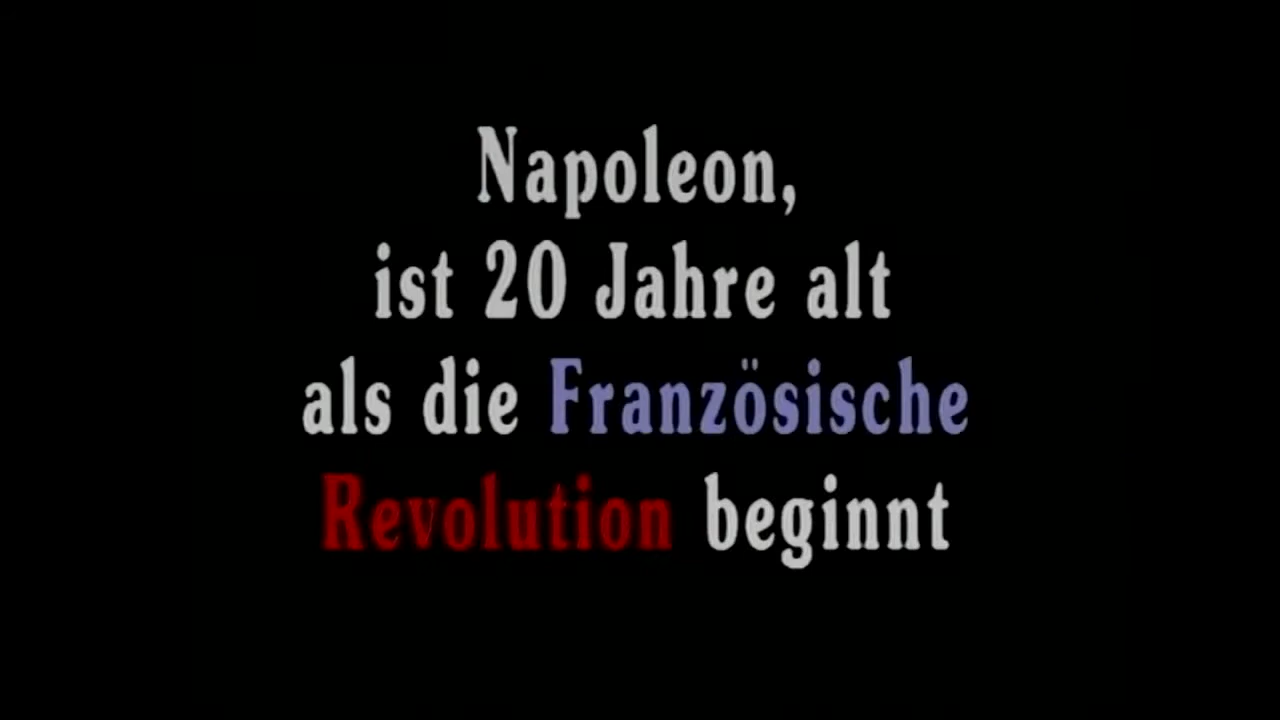 Napoleon,
ist 20 Jahre alt
als die Französische
Revolution beginnt